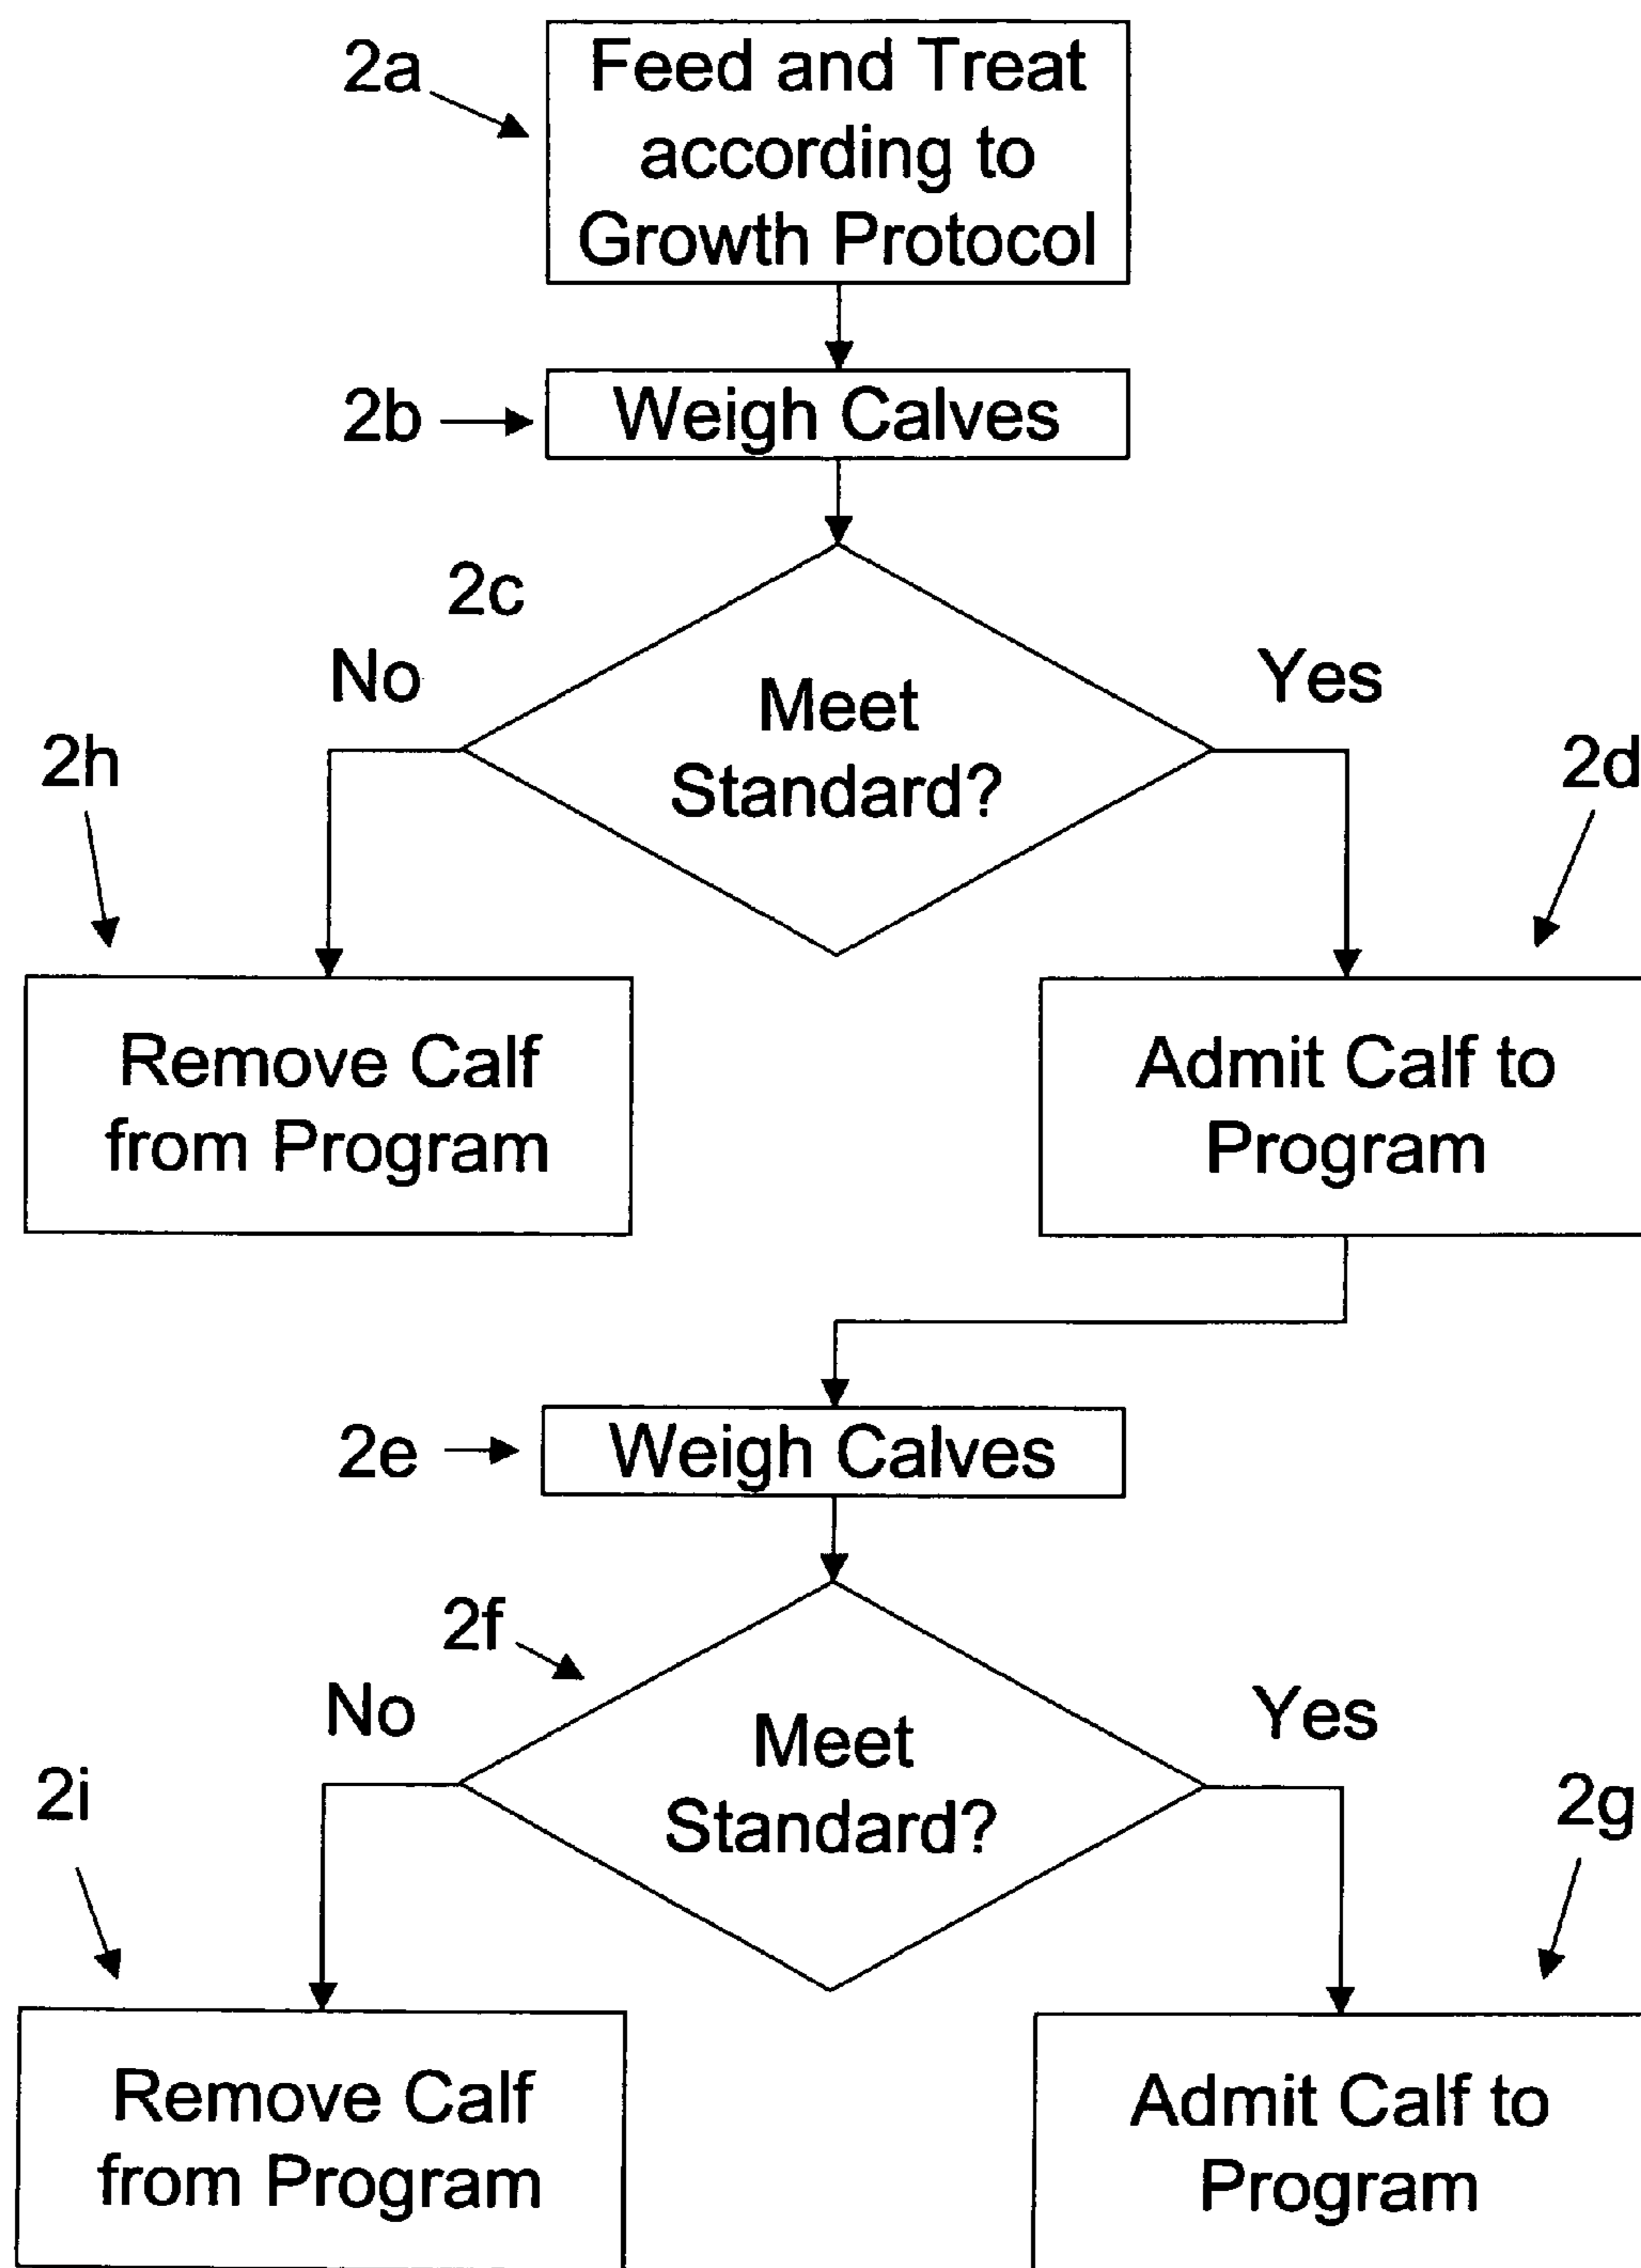 2a
Feed and Treat
according to
Growth Protocol
2b
Weigh Calves
2c
No
Yes
Meet
Standard?
2h
2d
Remove Calf
from Program
Admit Calf to
Program
2e
Weigh Calves
2f
No
Yes
Meet
Standard?
2i
2g
Remove Calf
from Program
Admit Calf to
Program